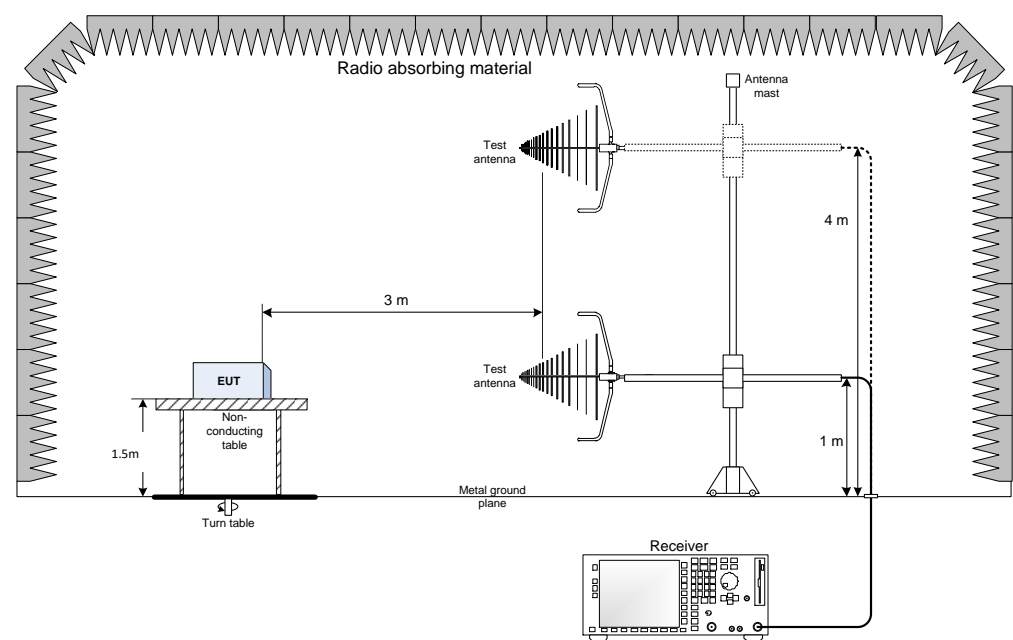 Radio absorbing material
Antenna
mast
Test
antenna
4 m
3 m
Test
antenna
EUT
Non-
conducting
table
1.5m
1 m
Metal ground
plane
Turn table
Receiver